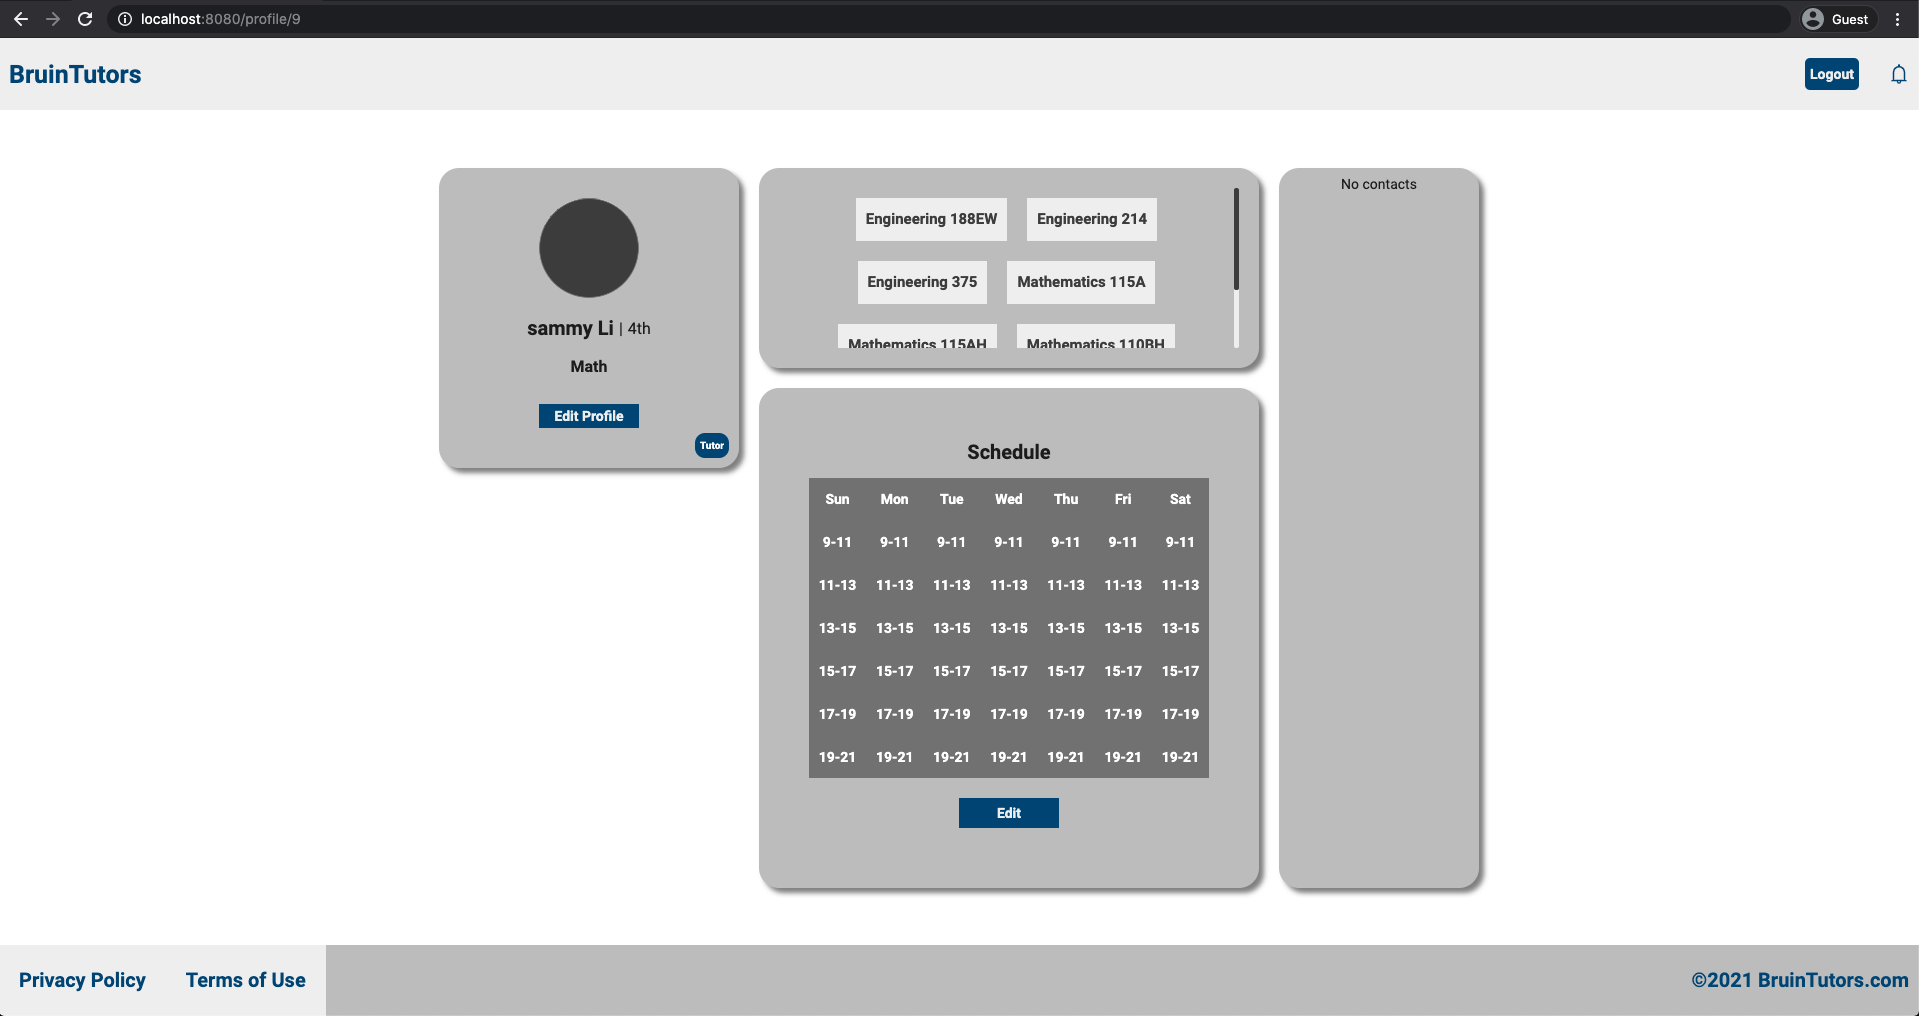 localhost:8080/profile/9
Guest
BruinTutors
Logout
sammy Li | 4th
Math
Edit Profile
Tutor
Engineering 188EW Engineering 214
Engineering 375 Mathematics 115A
Mathematics 115AH Mathematics 110BH
Schedule
Sun Mon Tue Wed Thu Fri Sat
9-11 9-11 9-11 9-11 9-11 9-11 9-11
11-13 11-13 11-13 11-13 11-13 11-13 11-13
13-15 13-15 13-15 13-15 13-15 13-15 13-15
15-17 15-17 15-17 15-17 15-17 15-17 15-17
17-19 17-19 17-19 17-19 17-19 17-19 17-19
19-21 19-21 19-21 19-21 19-21 19-21 19-21
Edit
No contacts
Privacy Policy Terms of Use
©2021 BruinTutors.com